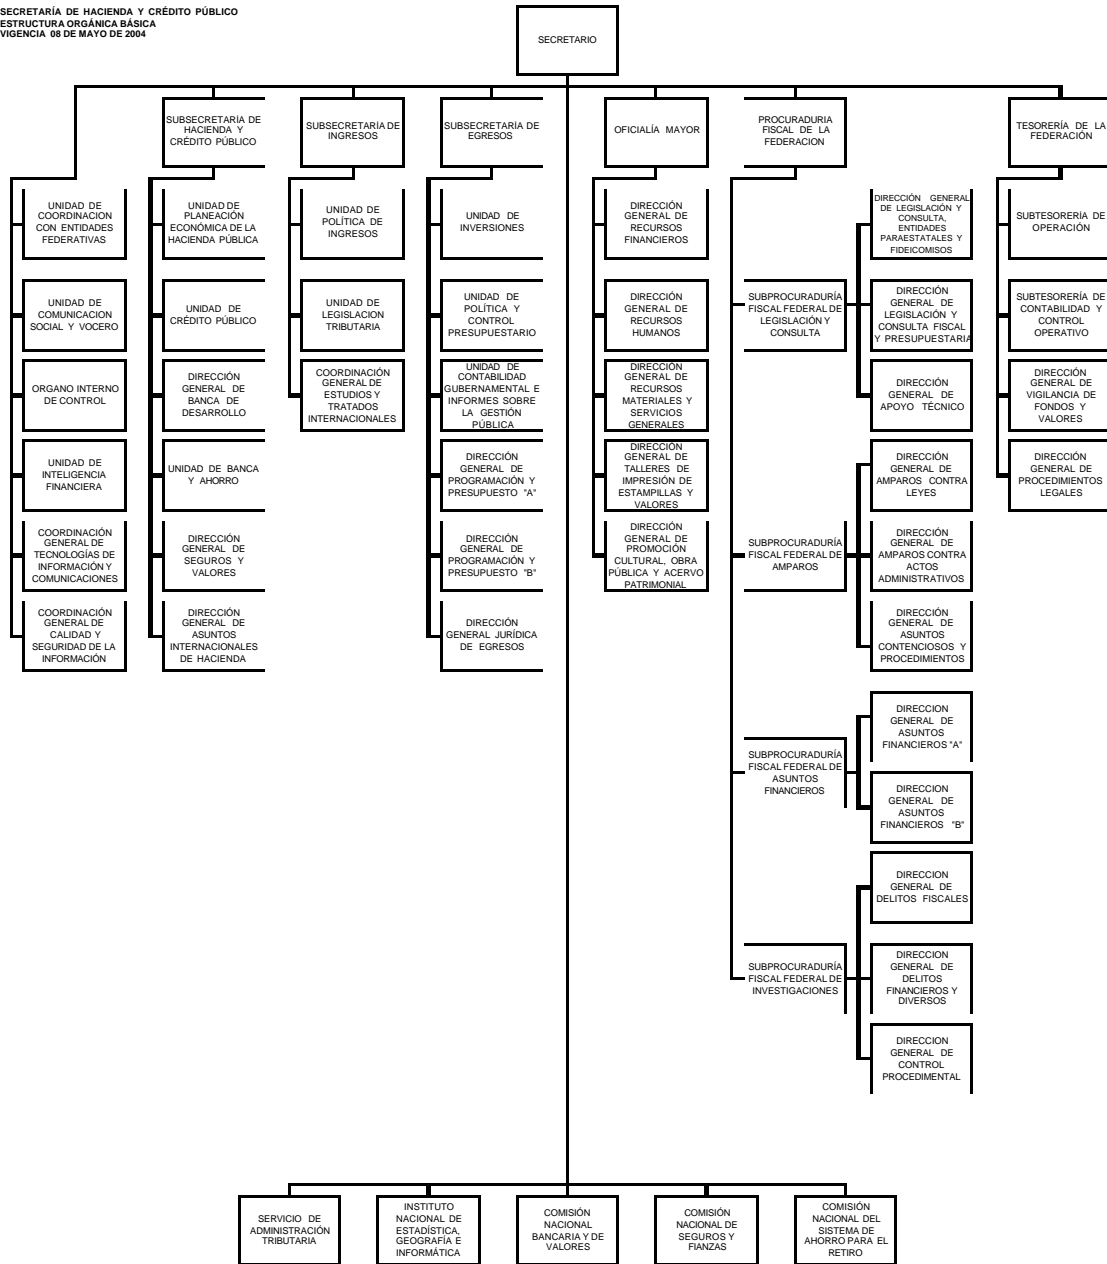 SECRETARÍA DE HACIENDA Y CRÉDITO PÚBLICO
ESTRUCTURA ORGÁNICA BÁSICA
VIGENCIA 08 DE MAYO DE 2004
SECRETARIO
SUBSECRETARÍA DE
HACIENDA Y
CRÉDITO PÚBLICO
SUBSECRETARÍA DE
INGRESOS
SUBSECRETARÍA DE
EGRESOS
OFICIALÍA MAYOR
PROCURADURIA
FISCAL DE LA
FEDERACION
TESORERÍA DE LA
FEDERACIÓN
UNIDAD DE
COORDINACION
CON ENTIDADES
FEDERATIVAS
UNIDAD DE
COMUNICACION
SOCIAL Y VOCERO
ORGANO INTERNO
DE CONTROL
UNIDAD DE
INTELIGENCIA
FINANCIERA
COORDINACIÓN
GENERAL DE
TECNOLOGÍAS DE
INFORMACIÓN Y
COMUNICACIONES
COORDINACIÓN
GENERAL DE
CALIDAD Y
SEGURIDAD DE LA
INFORMACIÓN
UNIDAD DE
PLANEACIÓN
ECONÓMICA DE LA
HACIENDA PÚBLICA
UNIDAD DE
CRÉDITO PÚBLICO
DIRECCIÓN
GENERAL DE
BANCA DE
DESARROLLO
UNIDAD DE BANCA
Y AHORRO
DIRECCIÓN
GENERAL DE
SEGUROS Y
VALORES
DIRECCIÓN
GENERAL DE
ASUNTOS
INTERNACIONALES
DE HACIENDA
UNIDAD DE
POLÍTICA DE
INGRESOS
UNIDAD DE
LEGISLACION
TRIBUTARIA
COORDINACIÓN
GENERAL DE
ESTUDIOS Y
TRATADOS
INTERNACIONALES
UNIDAD DE
INVERSIONES
UNIDAD DE
POLÍTICA Y
CONTROL
PRESUPUESTARIO
UNIDAD DE
CONTABILIDAD
GUBERNAMENTAL E
INFORMES SOBRE
LA GESTIÓN
PÚBLICA
DIRECCIÓN
GENERAL DE
PROGRAMACIÓN Y
PRESUPUESTO "A"
DIRECCIÓN
GENERAL DE
PROGRAMACIÓN Y
PRESUPUESTO "B"
DIRECCIÓN
GENERAL JURÍDICA
DE EGRESOS
DIRECCIÓN
GENERAL DE
RECURSOS
FINANCIEROS
DIRECCIÓN
GENERAL DE
RECURSOS
HUMANOS
DIRECCIÓN
GENERAL DE
RECURSOS
MATERIALES Y
SERVICIOS
GENERALES
DIRECCIÓN
GENERAL DE
TALLERES DE
IMPRESIÓN DE
ESTAMPILLAS Y
VALORES
DIRECCIÓN
GENERAL DE
PROMOCIÓN
CULTURAL, OBRA
PÚBLICA Y ACERVO
PATRIMONIAL
SUBPROCURADURÍA
FISCAL FEDERAL DE
LEGISLACIÓN Y
CONSULTA
DIRECCIÓN GENERAL
DE LEGISLACIÓN Y
CONSULTA,
ENTIDADES
PARAESTATALES Y
FIDEICOMISOS
DIRECCIÓN
GENERAL DE
LEGISLACIÓN Y
CONSULTA FISCAL
Y PRESUPUESTARIA
DIRECCIÓN
GENERAL DE
APOYO TÉCNICO
SUBPROCURADURÍA
FISCAL FEDERAL DE
AMPAROS
DIRECCIÓN
GENERAL DE
AMPAROS CONTRA
LEYES
DIRECCIÓN
GENERAL DE
AMPAROS CONTRA
ACTOS
ADMINISTRATIVOS
DIRECCIÓN
GENERAL DE
ASUNTOS
CONTENCIOSOS Y
PROCEDIMIENTOS
SUBPROCURADURÍA
FISCAL FEDERAL DE
ASUNTOS
FINANCIEROS
DIRECCION
GENERAL DE
ASUNTOS
FINANCIEROS "A"
DIRECCION
GENERAL DE
ASUNTOS
FINANCIEROS "B"
SUBPROCURADURÍA
FISCAL FEDERAL DE
INVESTIGACIONES
DIRECCION
GENERAL DE
DELITOS FISCALES
DIRECCION
GENERAL DE
DELITOS
FINANCIEROS Y
DIVERSOS
DIRECCION
GENERAL DE
CONTROL
PROCEDIMENTAL
SUBTESORERÍA DE
OPERACIÓN
SUBTESORERÍA DE
CONTABILIDAD Y
CONTROL
OPERATIVO
DIRECCIÓN
GENERAL DE
VIGILANCIA DE
FONDOS Y
VALORES
DIRECCIÓN
GENERAL DE
PROCEDIMIENTOS
LEGALES
SERVICIO DE
ADMINISTRACIÓN
TRIBUTARIA
INSTITUTO
NACIONAL DE
ESTADÍSTICA,
GEOGRAFÍA E
INFORMÁTICA
COMISIÓN
NACIONAL
BANCARIA Y DE
VALORES
COMISIÓN
NACIONAL DE
SEGUROS Y
FIANZAS
COMISIÓN
NACIONAL DEL
SISTEMA DE
AHORRO PARA EL
RETIRO